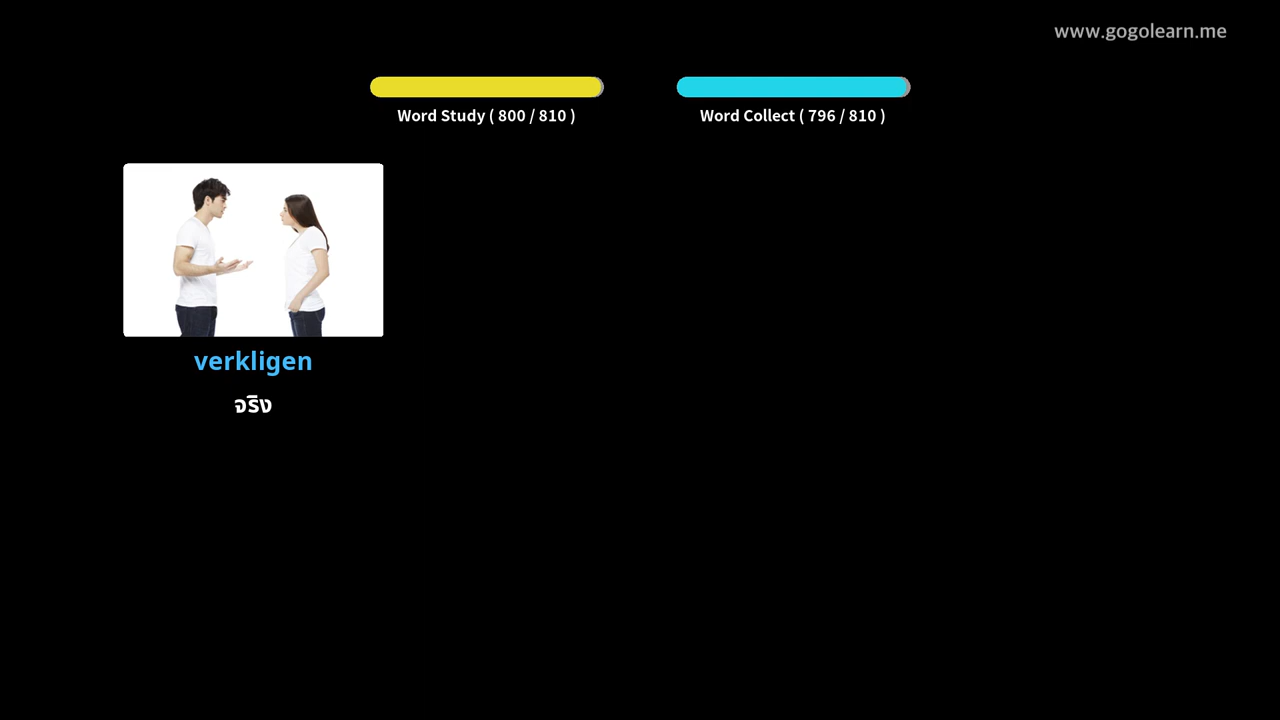 www.gogolearn.me
Word Study ( 800 / 810 )
Word Collect ( 796 / 810 )
verkligen
จริง